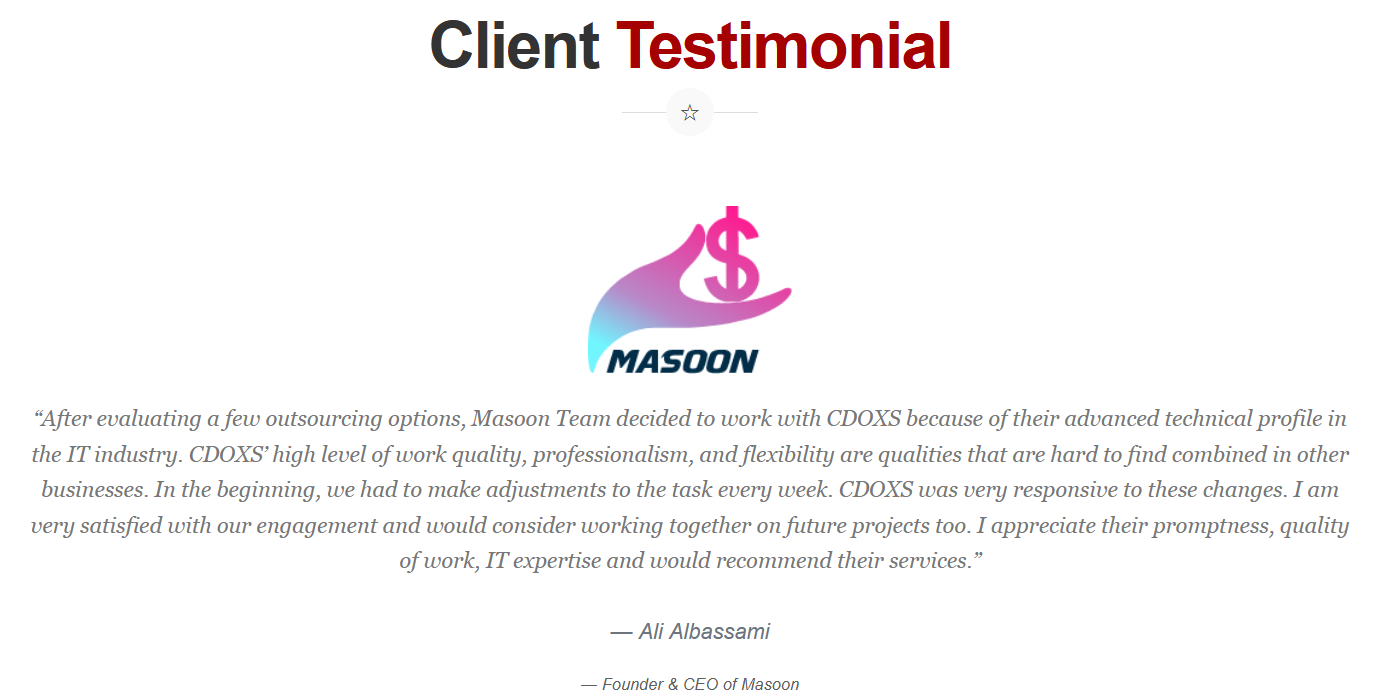 Client Testimonial
☆
$
MASOON
“After evaluating a few outsourcing options, Masoon Team decided to work with CDOXS because of their advanced technical profile in
the IT industry. CDOXS’ high level of work quality, professionalism, and flexibility are qualities that are hard to find combined in other
businesses. In the beginning, we had to make adjustments to the task every week. CDOXS was very responsive to these changes. I am
very satisfied with our engagement and would consider working together on future projects too. I appreciate their promptness, quality
of work, IT expertise and would recommend their services.”
— Ali Albassami
— Founder & CEO of Masoon